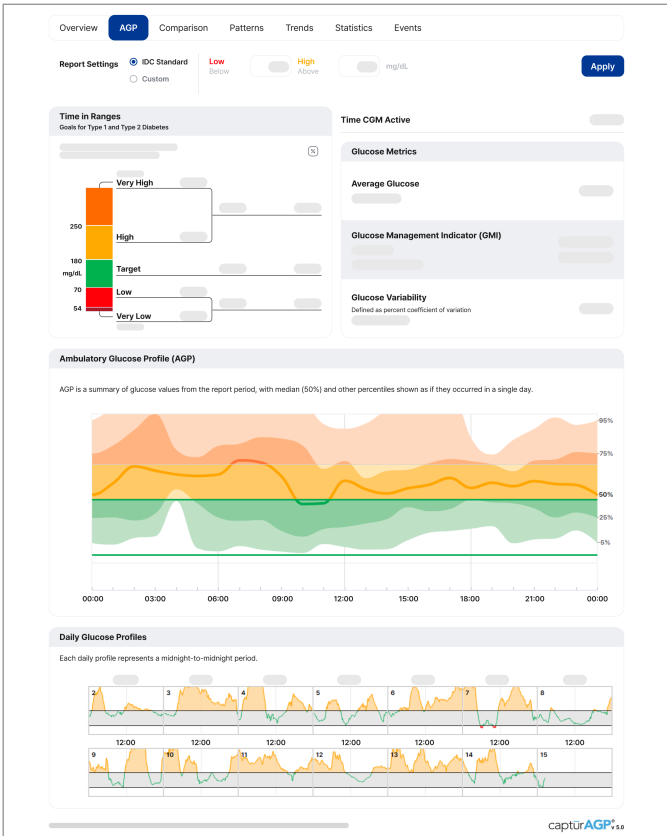 Overview AGP Comparison Patterns Trends Statistics Events
Report Settings IDC Standard Low High mg/dL Apply
Custom Below Above
Time in Ranges
Goals for Type 1 and Type 2 Diabetes
%
Very High
250
High
180
mg/dL
Target
70
Low
54
Very Low
Time CGM Active
Glucose Metrics
Average Glucose
Glucose Management Indicator (GMI)
Glucose Variability
Defined as percent coefficient of variation
Ambulatory Glucose Profile (AGP)
AGP is a summary of glucose values from the report period, with median (50%) and other percentiles shown as if they occurred in a single day.
95%
75%
50%
25%
5%
00:00 03:00 06:00 09:00 12:00 15:00 18:00 21:00 00:00
Daily Glucose Profiles
Each daily profile represents a midnight-to-midnight period.
2 3 4 5 6 7 8
12:00 12:00 12:00 12:00 12:00 12:00 12:00
9 10 11 12 13 14 15
captūrAGP® v 5.0